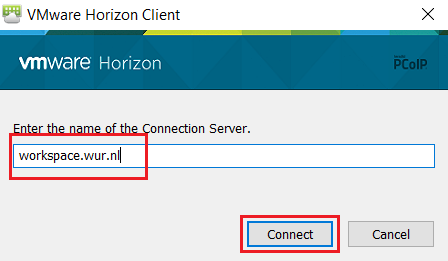 VMware Horizon Client
vmware Horizon
PCoIP
Enter the name of the Connection Server.
workspace.wur.nl
Connect
Cancel